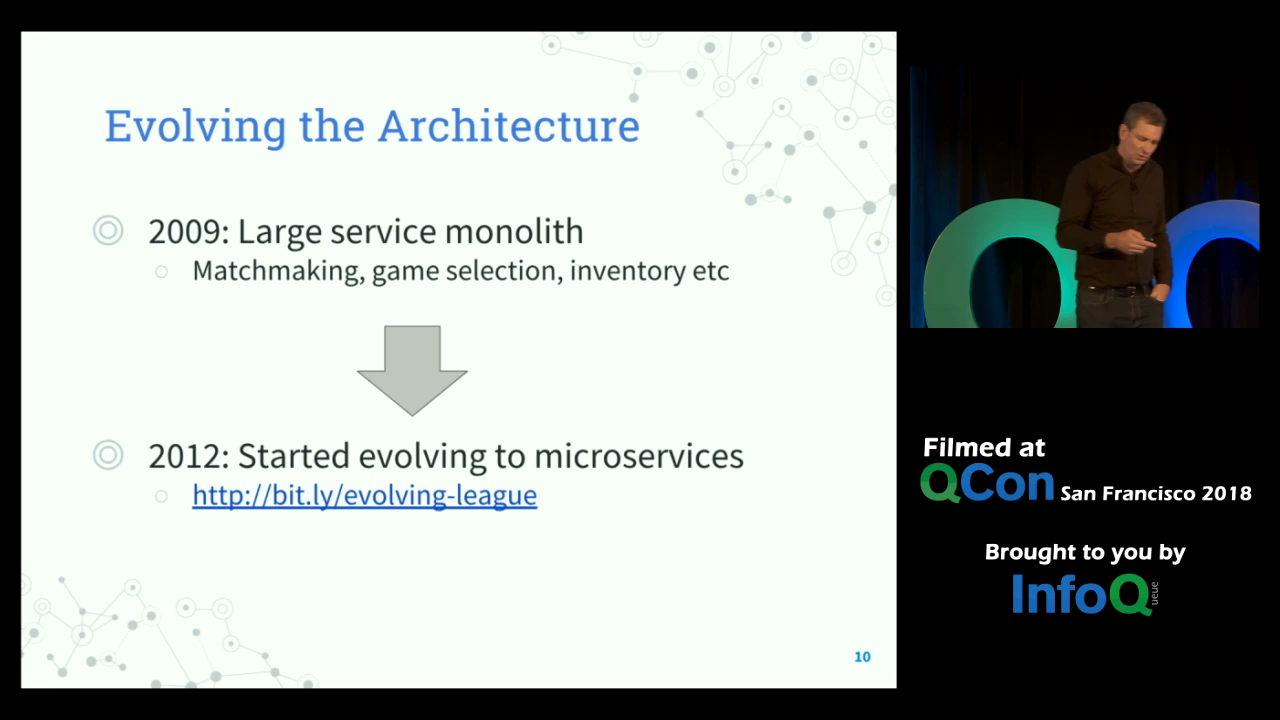 Evolving the Architecture
2009: Large service monolith
Matchmaking, game selection, inventory etc
2012: Started evolving to microservices
http://bit.ly/evolving-league
10
Filmed at
QCon San Francisco 2018
Brought to you by
InfoQueue